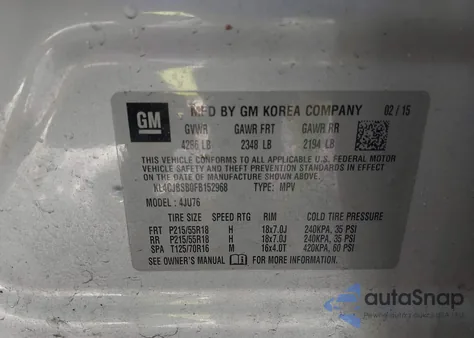 GM
MFD BY GM KOREA COMPANY 02/15
GVWR GAWR FRT GAWR RR
4286 LB 2348 LB 2194 LB
THIS VEHICLE CONFORMS TO ALL APPLICABLE U.S. FEDERAL MOTOR
VEHICLE SAFETY AND THEFT PREVENTION STANDARDS IN EFFECT
ON THE DATE OF MANUFACTURE SHOWN ABOVE.
KL4CJBSB0FB152968 TYPE: MPV
MODEL: 4JU76
TIRE SIZE SPEED RTG RIM COLD TIRE PRESSURE
FRT P215/55R18 H 18x7.0J 240KPA, 35 PSI
RR P215/55R18 H 18x7.0J 240KPA, 35 PSI
SPA T125/70R16 M 16x4.0T 420KPA, 60 PSI
SEE OWNER'S MANUAL FOR MORE INFORMATION.
autoSnap